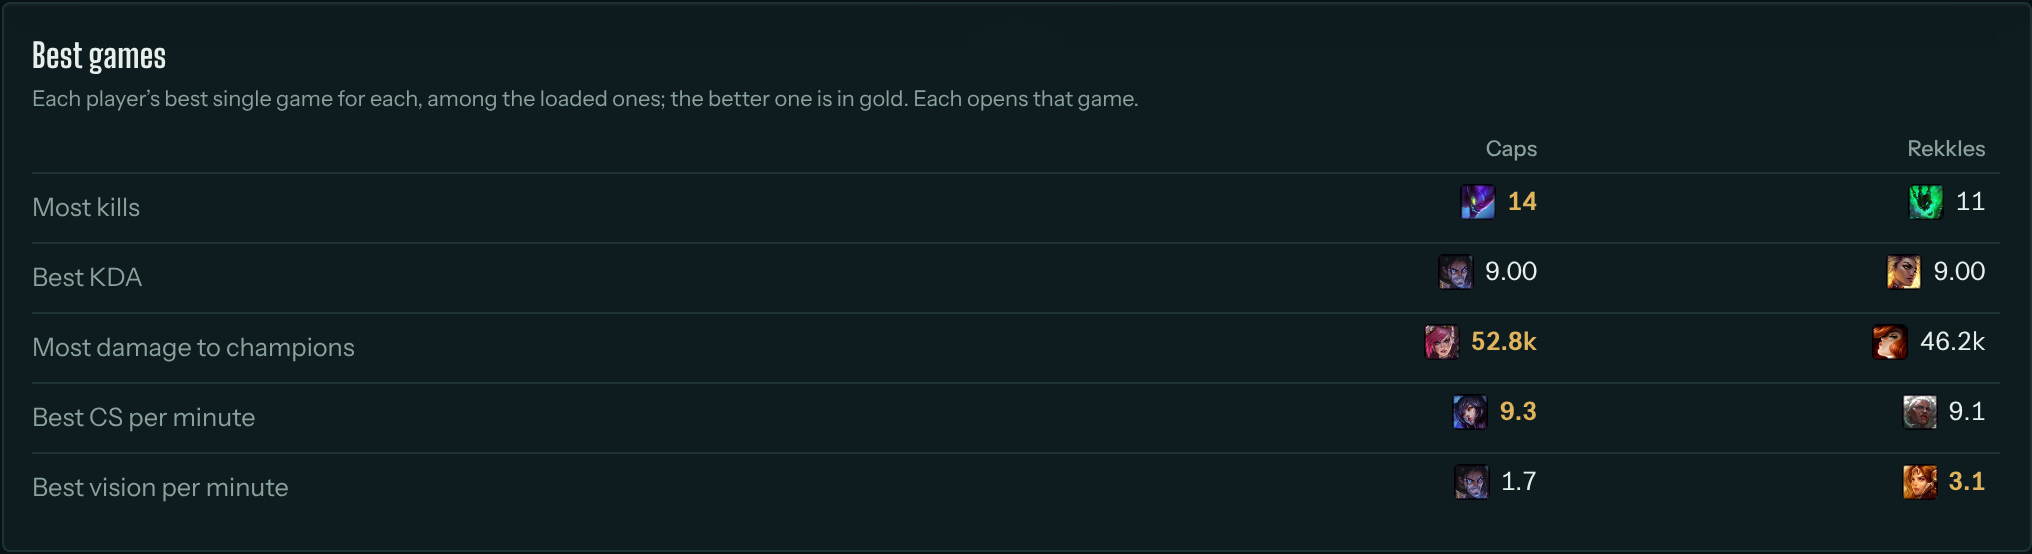 Best games
Each player’s best single game for each, among the loaded ones; the better one is in gold. Each opens that game.
Caps Rekkles
Most kills 14 11
Best KDA 9.00 9.00
Most damage to champions 52.8k 46.2k
Best CS per minute 9.3 9.1
Best vision per minute 1.7 3.1